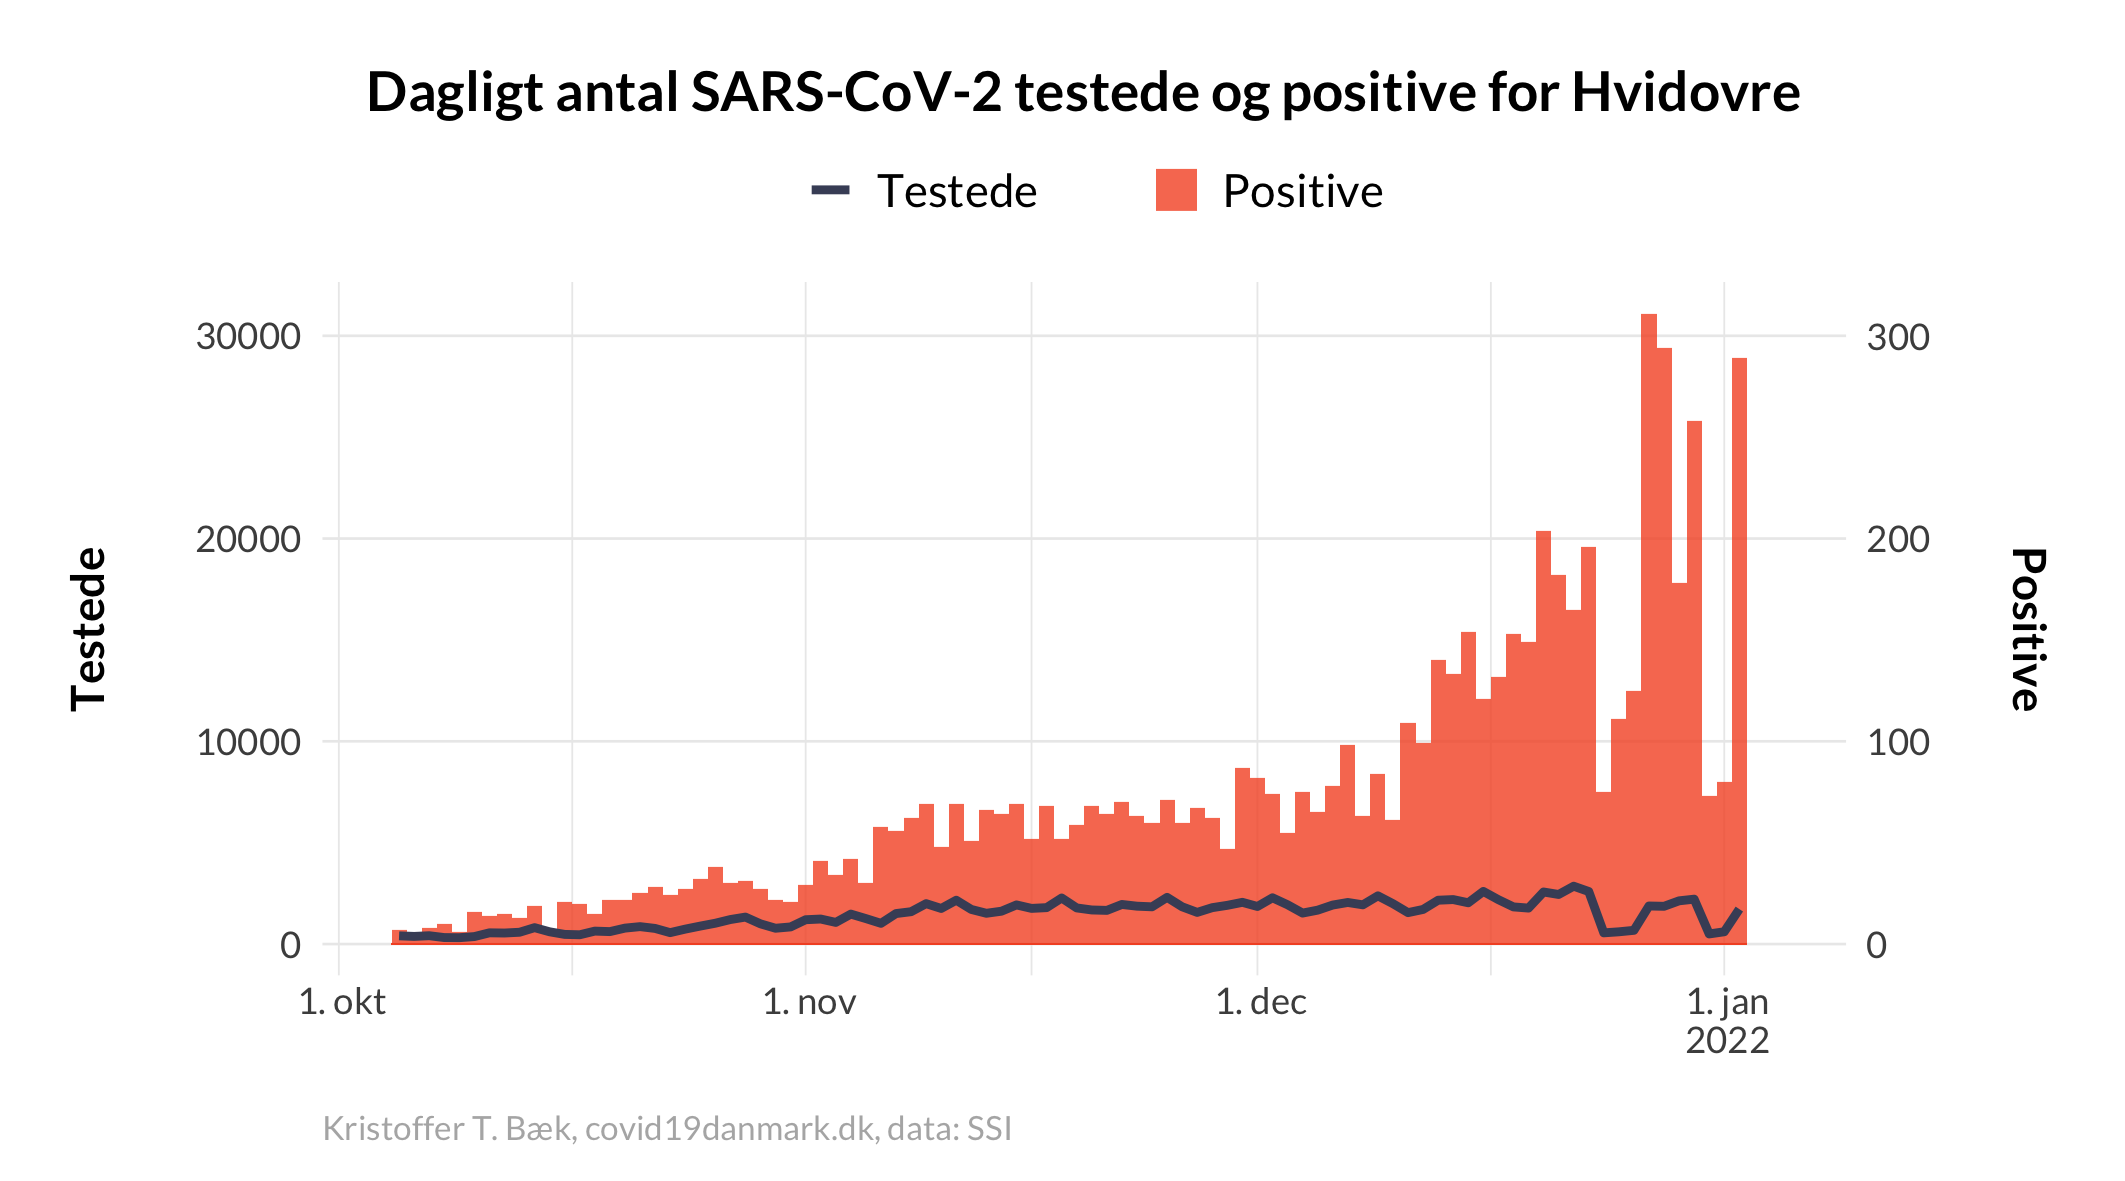 Dagligt antal SARS-CoV-2 testede og positive for Hvidovre
Testede
Positive
30000
20000
10000
0
300
200
100
0
Testede
Positive
1. okt
1. nov
1. dec
1. jan
2022
Kristoffer T. Bæk, covid19danmark.dk, data: SSI